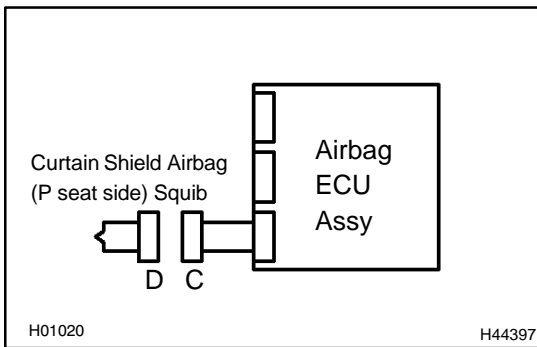 Curtain Shield Airbag
(P seat side) Squib
Airbag
ECU
Assy
D C
H01020
H44397